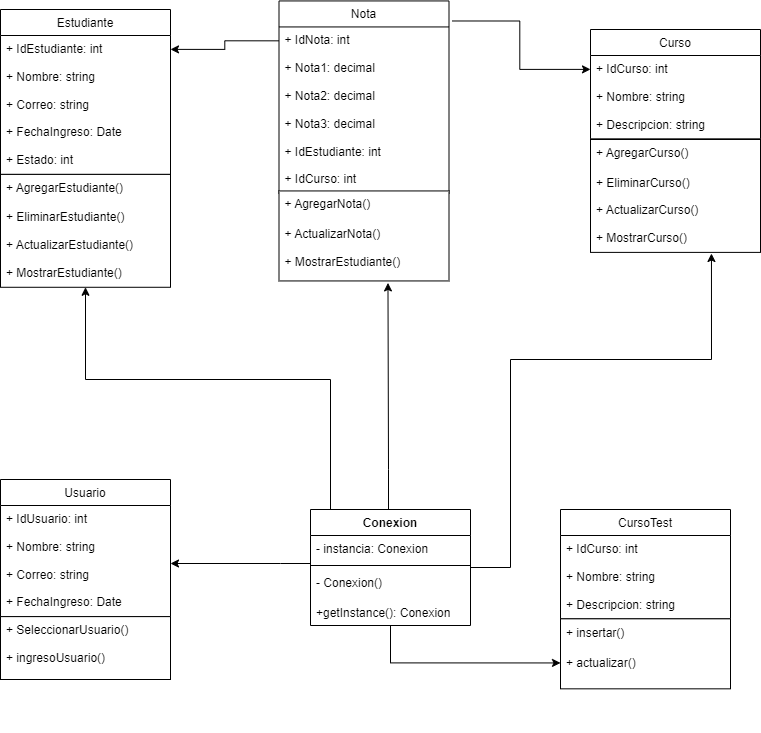 Estudiante
+ IdEstudiante: int
+ Nombre: string
+ Correo: string
+ FechaIngreso: Date
+ Estado: int
+ AgregarEstudiante()
+ EliminarEstudiante()
+ ActualizarEstudiante()
+ MostrarEstudiante()
Nota
+ IdNota: int
+ Nota1: decimal
+ Nota2: decimal
+ Nota3: decimal
+ IdEstudiante: int
+ IdCurso: int
+ AgregarNota()
+ ActualizarNota()
+ MostrarEstudiante()
Curso
+ IdCurso: int
+ Nombre: string
+ Descripcion: string
+ AgregarCurso()
+ EliminarCurso()
+ ActualizarCurso()
+ MostrarCurso()
Usuario
+ IdUsuario: int
+ Nombre: string
+ Correo: string
+ FechaIngreso: Date
+ SeleccionarUsuario()
+ ingresoUsuario()
Conexion
- instancia: Conexion
- Conexion()
+getInstance(): Conexion
CursoTest
+ IdCurso: int
+ Nombre: string
+ Descripcion: string
+ insertar()
+ actualizar()